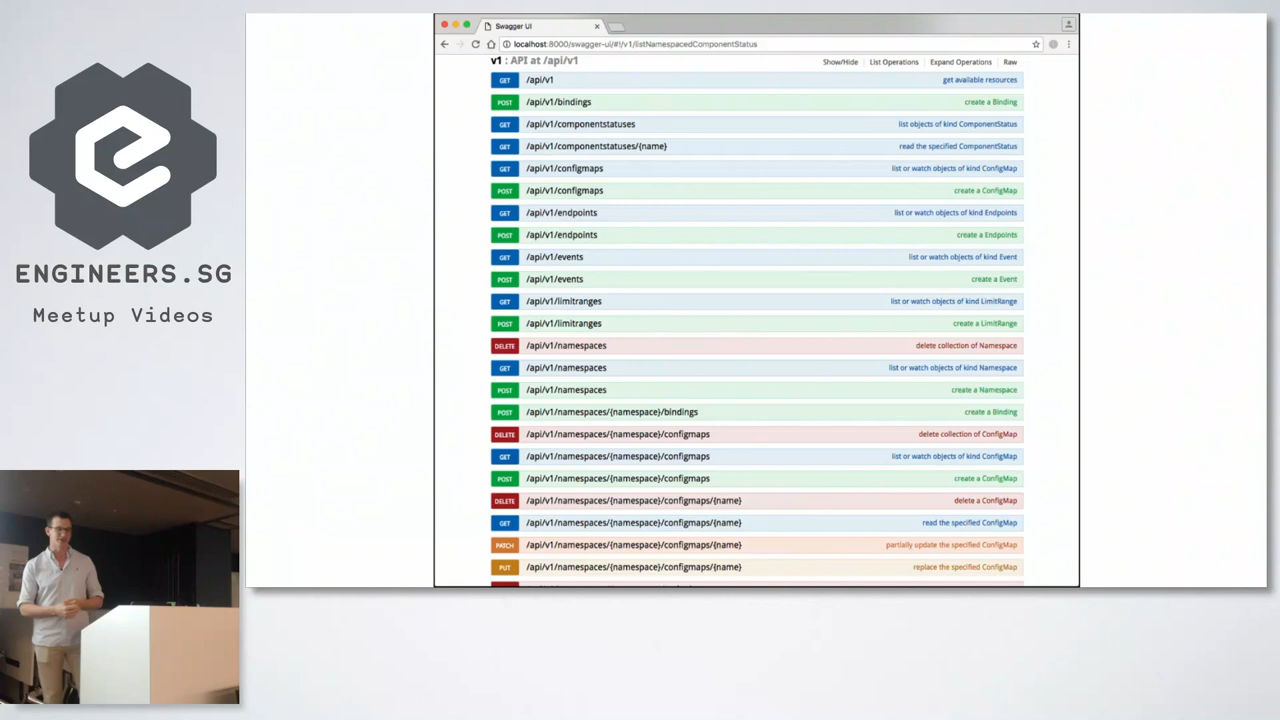 ENGINEERS.SG
Meetup Videos
Swagger UI
localhost:8000/swagger-ui/#!/v1/listNamespacedComponentStatus
v1 : API at /api/v1 Show/Hide List Operations Expand Operations Raw
GET /api/v1 get available resources
POST /api/v1/bindings create a Binding
GET /api/v1/componentstatuses list objects of kind ComponentStatus
GET /api/v1/componentstatuses/{name} read the specified ComponentStatus
GET /api/v1/configmaps list or watch objects of kind ConfigMap
POST /api/v1/configmaps create a ConfigMap
GET /api/v1/endpoints list or watch objects of kind Endpoints
POST /api/v1/endpoints create a Endpoints
GET /api/v1/events list or watch objects of kind Event
POST /api/v1/events create a Event
GET /api/v1/limitranges list or watch objects of kind LimitRange
POST /api/v1/limitranges create a LimitRange
DELETE /api/v1/namespaces delete collection of Namespace
GET /api/v1/namespaces list or watch objects of kind Namespace
POST /api/v1/namespaces create a Namespace
POST /api/v1/namespaces/{namespace}/bindings create a Binding
DELETE /api/v1/namespaces/{namespace}/configmaps delete collection of ConfigMap
GET /api/v1/namespaces/{namespace}/configmaps list or watch objects of kind ConfigMap
POST /api/v1/namespaces/{namespace}/configmaps create a ConfigMap
DELETE /api/v1/namespaces/{namespace}/configmaps/{name} delete a ConfigMap
GET /api/v1/namespaces/{namespace}/configmaps/{name} read the specified ConfigMap
PATCH /api/v1/namespaces/{namespace}/configmaps/{name} partially update the specified ConfigMap
PUT /api/v1/namespaces/{namespace}/configmaps/{name} replace the specified ConfigMap